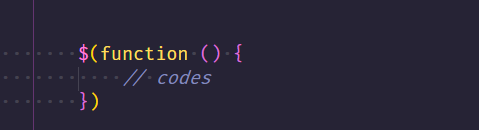 $(function () {
// codes
})